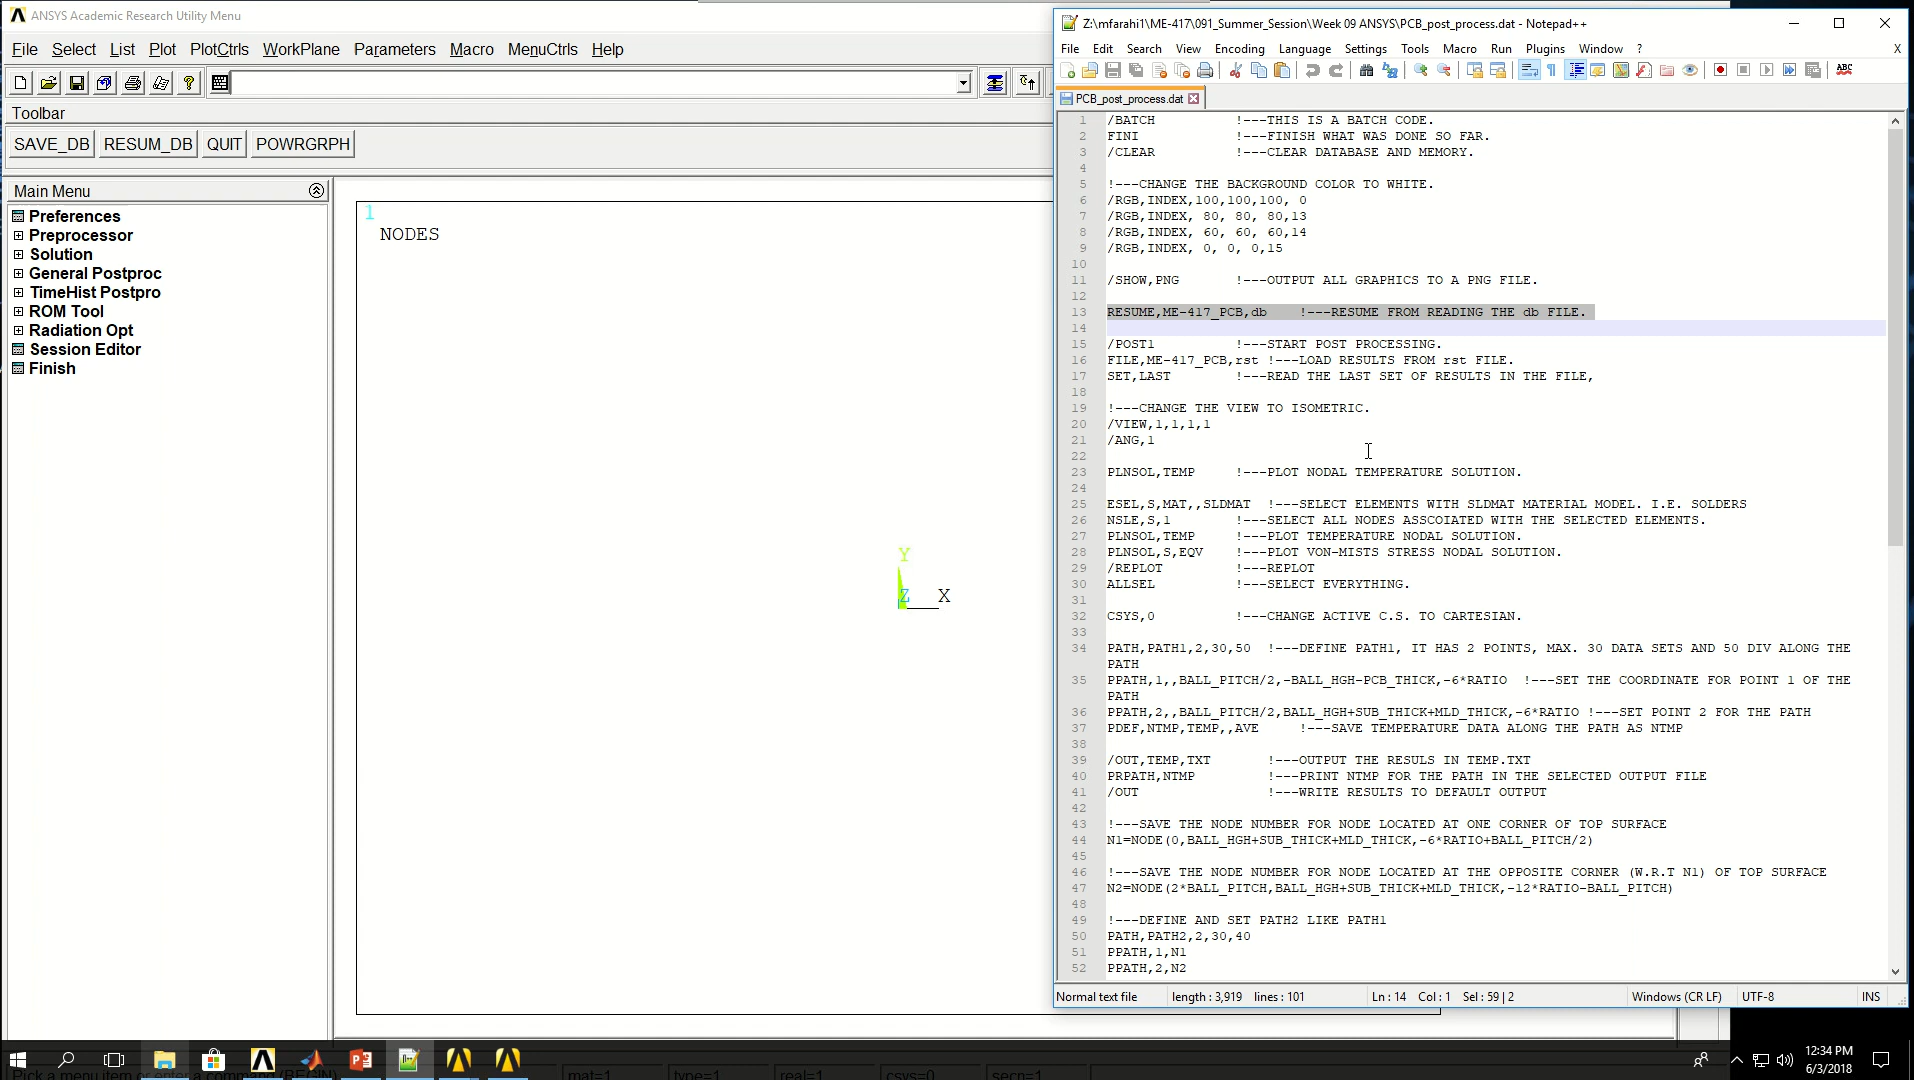 ANSYS Academic Research Utility Menu
File Select List Plot PlotCtrls WorkPlane Parameters Macro MenuCtrls Help
Toolbar
SAVE_DB RESUM_DB QUIT POWRGRPH
Main Menu
Preferences
Preprocessor
Solution
General Postproc
TimeHist Postpro
ROM Tool
Radiation Opt
Session Editor
Finish
1
NODES
Y
Z X
Z:\mfarahi1\ME-417\091_Summer_Session\Week 09 ANSYS\PCB_post_process.dat - Notepad++
File Edit Search View Encoding Language Settings Tools Macro Run Plugins Window ? X
PCB_post_process.dat
1 /BATCH !---THIS IS A BATCH CODE.
2 FINI !---FINISH WHAT WAS DONE SO FAR.
3 /CLEAR !---CLEAR DATABASE AND MEMORY.
4
5 !---CHANGE THE BACKGROUND COLOR TO WHITE.
6 /RGB,INDEX,100,100,100, 0
7 /RGB,INDEX, 80, 80, 80,13
8 /RGB,INDEX, 60, 60, 60,14
9 /RGB,INDEX, 0, 0, 0,15
10
11 /SHOW,PNG !---OUTPUT ALL GRAPHICS TO A PNG FILE.
12
13 RESUME,ME-417_PCB,db !---RESUME FROM READING THE db FILE.
14
15 /POST1 !---START POST PROCESSING.
16 FILE,ME-417_PCB,rst !---LOAD RESULTS FROM rst FILE.
17 SET,LAST !---READ THE LAST SET OF RESULTS IN THE FILE,
18
19 !---CHANGE THE VIEW TO ISOMETRIC.
20 /VIEW,1,1,1,1
21 /ANG,1
22
23 PLNSOL,TEMP !---PLOT NODAL TEMPERATURE SOLUTION.
24
25 ESEL,S,MAT,,SLDMAT !---SELECT ELEMENTS WITH SLDMAT MATERIAL MODEL. I.E. SOLDERS
26 NSLE,S,1 !---SELECT ALL NODES ASSCOIATED WITH THE SELECTED ELEMENTS.
27 PLNSOL,TEMP !---PLOT TEMPERATURE NODAL SOLUTION.
28 PLNSOL,S,EQV !---PLOT VON-MISTS STRESS NODAL SOLUTION.
29 /REPLOT !---REPLOT
30 ALLSEL !---SELECT EVERYTHING.
31
32 CSYS,0 !---CHANGE ACTIVE C.S. TO CARTESIAN.
33
34 PATH,PATH1,2,30,50 !---DEFINE PATH1, IT HAS 2 POINTS, MAX. 30 DATA SETS AND 50 DIV ALONG THE
PATH
35 PPATH,1,,BALL_PITCH/2,-BALL_HGH-PCB_THICK,-6*RATIO !---SET THE COORDINATE FOR POINT 1 OF THE
PATH
36 PPATH,2,,BALL_PITCH/2,BALL_HGH+SUB_THICK+MLD_THICK,-6*RATIO !---SET POINT 2 FOR THE PATH
37 PDEF,NTMP,TEMP,,AVE !---SAVE TEMPERATURE DATA ALONG THE PATH AS NTMP
38
39 /OUT,TEMP,TXT !---OUTPUT THE RESULS IN TEMP.TXT
40 PRPATH,NTMP !---PRINT NTMP FOR THE PATH IN THE SELECTED OUTPUT FILE
41 /OUT !---WRITE RESULTS TO DEFAULT OUTPUT
42
43 !---SAVE THE NODE NUMBER FOR NODE LOCATED AT ONE CORNER OF TOP SURFACE
44 N1=NODE(0,BALL_HGH+SUB_THICK+MLD_THICK,-6*RATIO+BALL_PITCH/2)
45
46 !---SAVE THE NODE NUMBER FOR NODE LOCATED AT THE OPPOSITE CORNER (W.R.T N1) OF TOP SURFACE
47 N2=NODE(2*BALL_PITCH,BALL_HGH+SUB_THICK+MLD_THICK,-12*RATIO-BALL_PITCH)
48
49 !---DEFINE AND SET PATH2 LIKE PATH1
50 PATH,PATH2,2,30,40
51 PPATH,1,N1
52 PPATH,2,N2
Normal text file length : 3,919 lines : 101 Ln : 14 Col : 1 Sel : 59 | 2 Windows (CR LF) UTF-8 INS
Pick a menu item or enter a command (BEGIN) mat=1 type=1 real=1 csys=0 secn=1
12:34 PM
6/3/2018